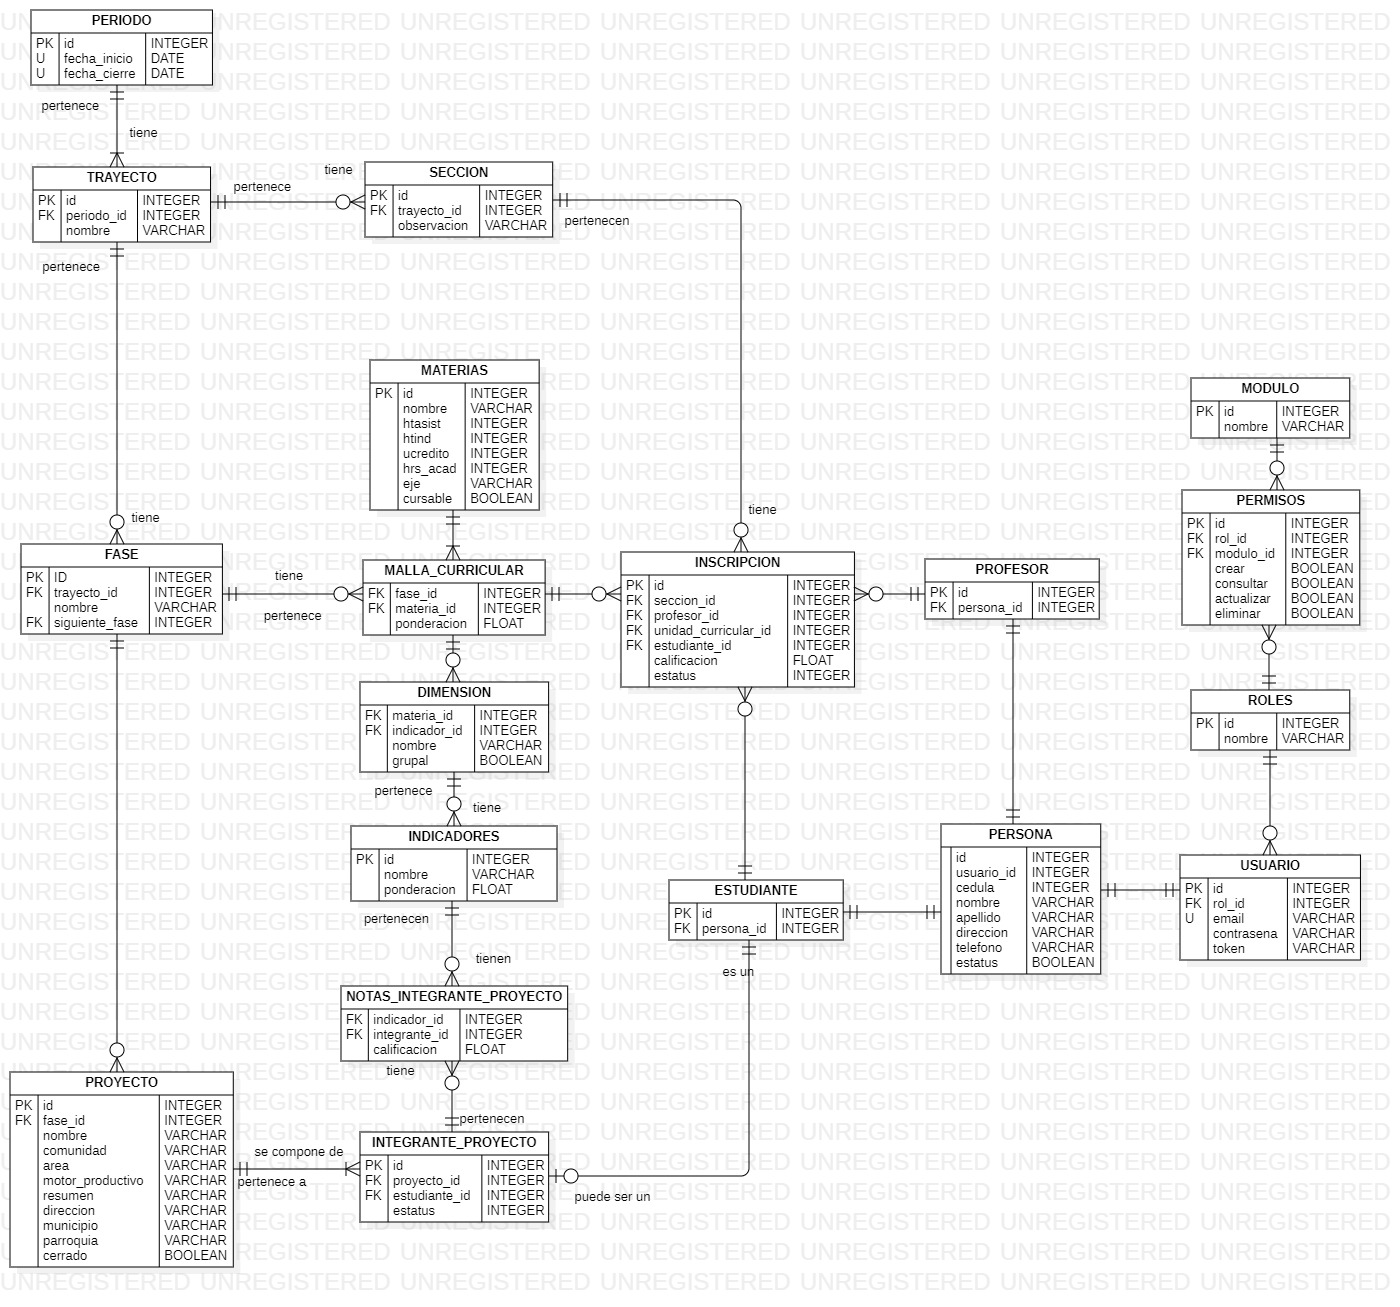 PERIODO
PK id INTEGER
U fecha_inicio DATE
U fecha_cierre DATE
pertenece
tiene
TRAYECTO
PK id INTEGER
FK periodo_id INTEGER
nombre VARCHAR
pertenece
tiene
SECCION
PK id INTEGER
FK trayecto_id INTEGER
observacion VARCHAR
pertenecen
pertenece
MATERIAS
PK id INTEGER
nombre VARCHAR
htasist INTEGER
htind INTEGER
ucredito INTEGER
hrs_acad INTEGER
eje VARCHAR
cursable BOOLEAN
MODULO
PK id INTEGER
nombre VARCHAR
tiene
tiene
PERMISOS
PK id INTEGER
FK rol_id INTEGER
FK modulo_id INTEGER
crear BOOLEAN
consultar BOOLEAN
actualizar BOOLEAN
eliminar BOOLEAN
FASE
PK ID INTEGER
FK trayecto_id INTEGER
nombre VARCHAR
FK siguiente_fase INTEGER
tiene
pertenece
MALLA_CURRICULAR
FK fase_id INTEGER
FK materia_id INTEGER
ponderacion FLOAT
INSCRIPCION
PK id INTEGER
FK seccion_id INTEGER
FK profesor_id INTEGER
FK unidad_curricular_id INTEGER
FK estudiante_id INTEGER
calificacion FLOAT
estatus INTEGER
PROFESOR
PK id INTEGER
FK persona_id INTEGER
DIMENSION
FK materia_id INTEGER
FK indicador_id INTEGER
nombre VARCHAR
grupal BOOLEAN
ROLES
PK id INTEGER
nombre VARCHAR
pertenece
tiene
INDICADORES
PK id INTEGER
nombre VARCHAR
ponderacion FLOAT
pertenecen
tienen
PERSONA
id INTEGER
usuario_id INTEGER
cedula INTEGER
nombre VARCHAR
apellido VARCHAR
direccion VARCHAR
telefono VARCHAR
estatus BOOLEAN
USUARIO
PK id INTEGER
FK rol_id INTEGER
U email VARCHAR
contrasena VARCHAR
token VARCHAR
ESTUDIANTE
PK id INTEGER
FK persona_id INTEGER
es un
NOTAS_INTEGRANTE_PROYECTO
FK indicador_id INTEGER
FK integrante_id INTEGER
calificacion FLOAT
tiene
pertenecen
PROYECTO
PK id INTEGER
FK fase_id INTEGER
nombre VARCHAR
comunidad VARCHAR
area VARCHAR
motor_productivo VARCHAR
resumen VARCHAR
direccion VARCHAR
municipio VARCHAR
parroquia VARCHAR
cerrado BOOLEAN
se compone de
pertenece a
INTEGRANTE_PROYECTO
PK id INTEGER
FK proyecto_id INTEGER
FK estudiante_id INTEGER
estatus INTEGER
puede ser un
UNREGISTERED